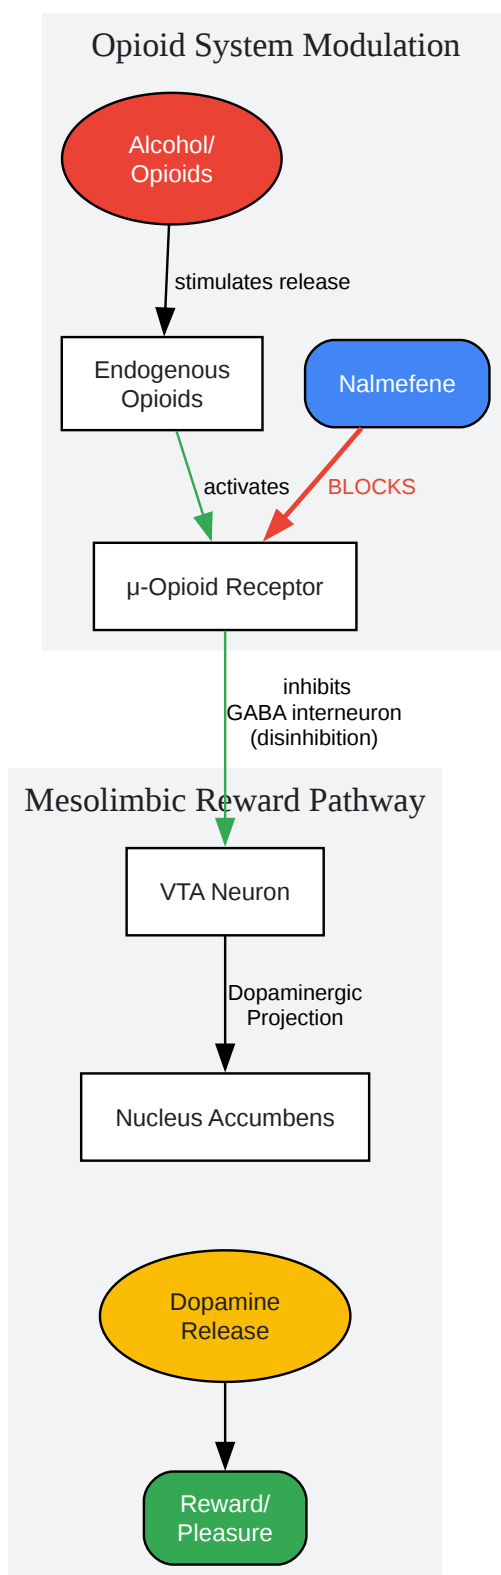 Opioid System Modulation
Alcohol/
Opioids
stimulates release
Endogenous
Opioids
Nalmefene
activates
BLOCKS
μ-Opioid Receptor
inhibits
GABA interneuron
(disinhibition)
Mesolimbic Reward Pathway
VTA Neuron
Dopaminergic
Projection
Nucleus Accumbens
Dopamine
Release
Reward/
Pleasure